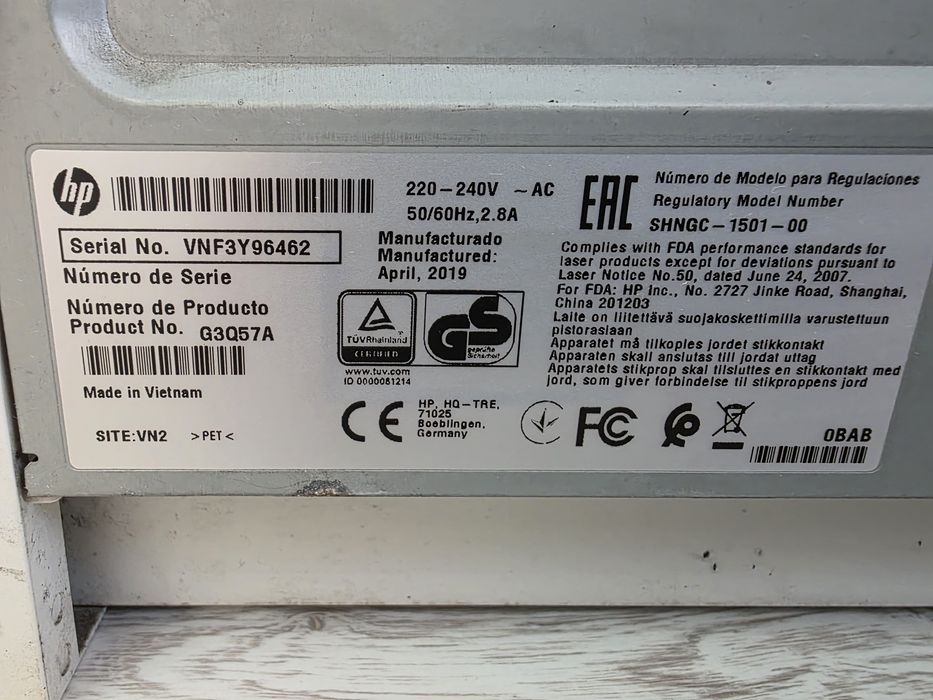 hp
Serial No. VNF3Y96462
Número de Serie
Número de Producto
Product No. G3Q57A
Made in Vietnam
SITE:VN2 >PET<
220-240V ~AC
50/60Hz,2.8A
Manufacturado
Manufactured:
April, 2019
TÜVRheinland
CERTIFIED
www.tuv.com
ID 0000061214
GS
geprüfte
Sicherheit
CE
HP, HQ-TRE,
71025
Boeblingen,
Germany
EAC
Número de Modelo para Regulaciones
Regulatory Model Number
SHNGC-1501-00
Complies with FDA performance standards for
laser products except for deviations pursuant to
Laser Notice No.50, dated June 24, 2007.
For FDA: HP Inc., No. 2727 Jinke Road, Shanghai,
China 201203
Laite on liitettävä suojakoskettimilla varustettuun
pistorasiaan
Apparatet må tilkoples jordet stikkontakt
Apparaten skall anslutas till jordat uttag
Apparatets stikprop skal tilsluttes en stikkontakt med
jord, som giver forbindelse til stikproppens jord
FC
0BAB